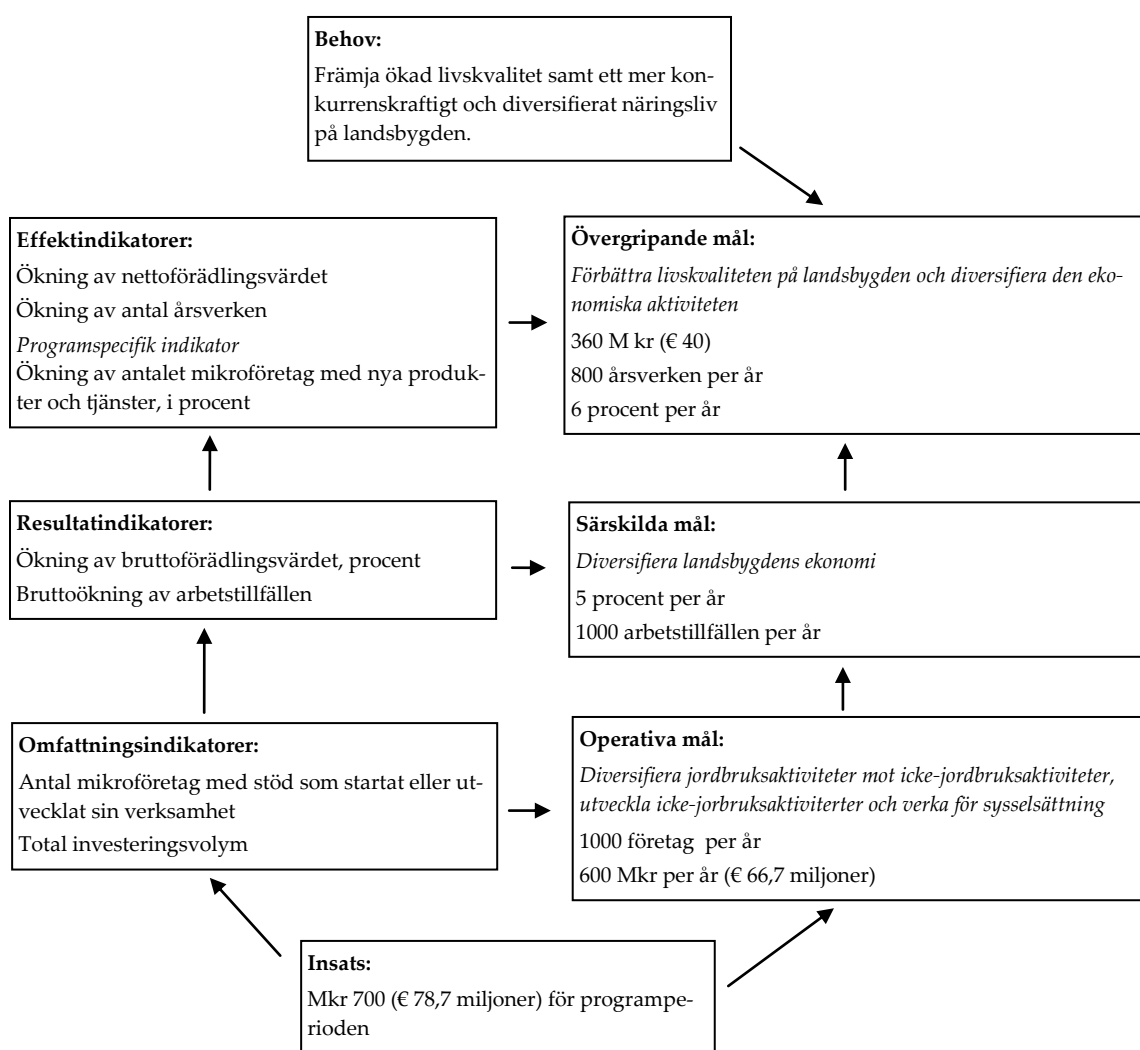 Behov:
Främja ökad livskvalitet samt ett mer kon-
kurrenskraftigt och diversifierat näringsliv
på landsbygden.
Effektindikatorer:
Ökning av nettoförädlingsvärdet
Ökning av antal årsverken
Programspecifik indikator
Ökning av antalet mikroföretag med nya produk-
ter och tjänster, i procent
Övergripande mål:
Förbättra livskvaliteten på landsbygden och diversifiera den eko-
nomiska aktiviteten
360 M kr (€ 40)
800 årsverken per år
6 procent per år
Resultatindikatorer:
Ökning av bruttoförädlingsvärdet, procent
Bruttoökning av arbetstillfällen
Särskilda mål:
Diversifiera landsbygdens ekonomi
5 procent per år
1000 arbetstillfällen per år
Omfattningsindikatorer:
Antal mikroföretag med stöd som startat eller ut-
vecklat sin verksamhet
Total investeringsvolym
Operativa mål:
Diversifiera jordbruksaktiviteter mot icke-jordbruksaktiviteter,
utveckla icke-jorbruksaktiviterter och verka för sysselsättning
1000 företag  per år
600 Mkr per år (€ 66,7 miljoner)
Insats:
Mkr 700 (€ 78,7 miljoner) för programpe-
rioden